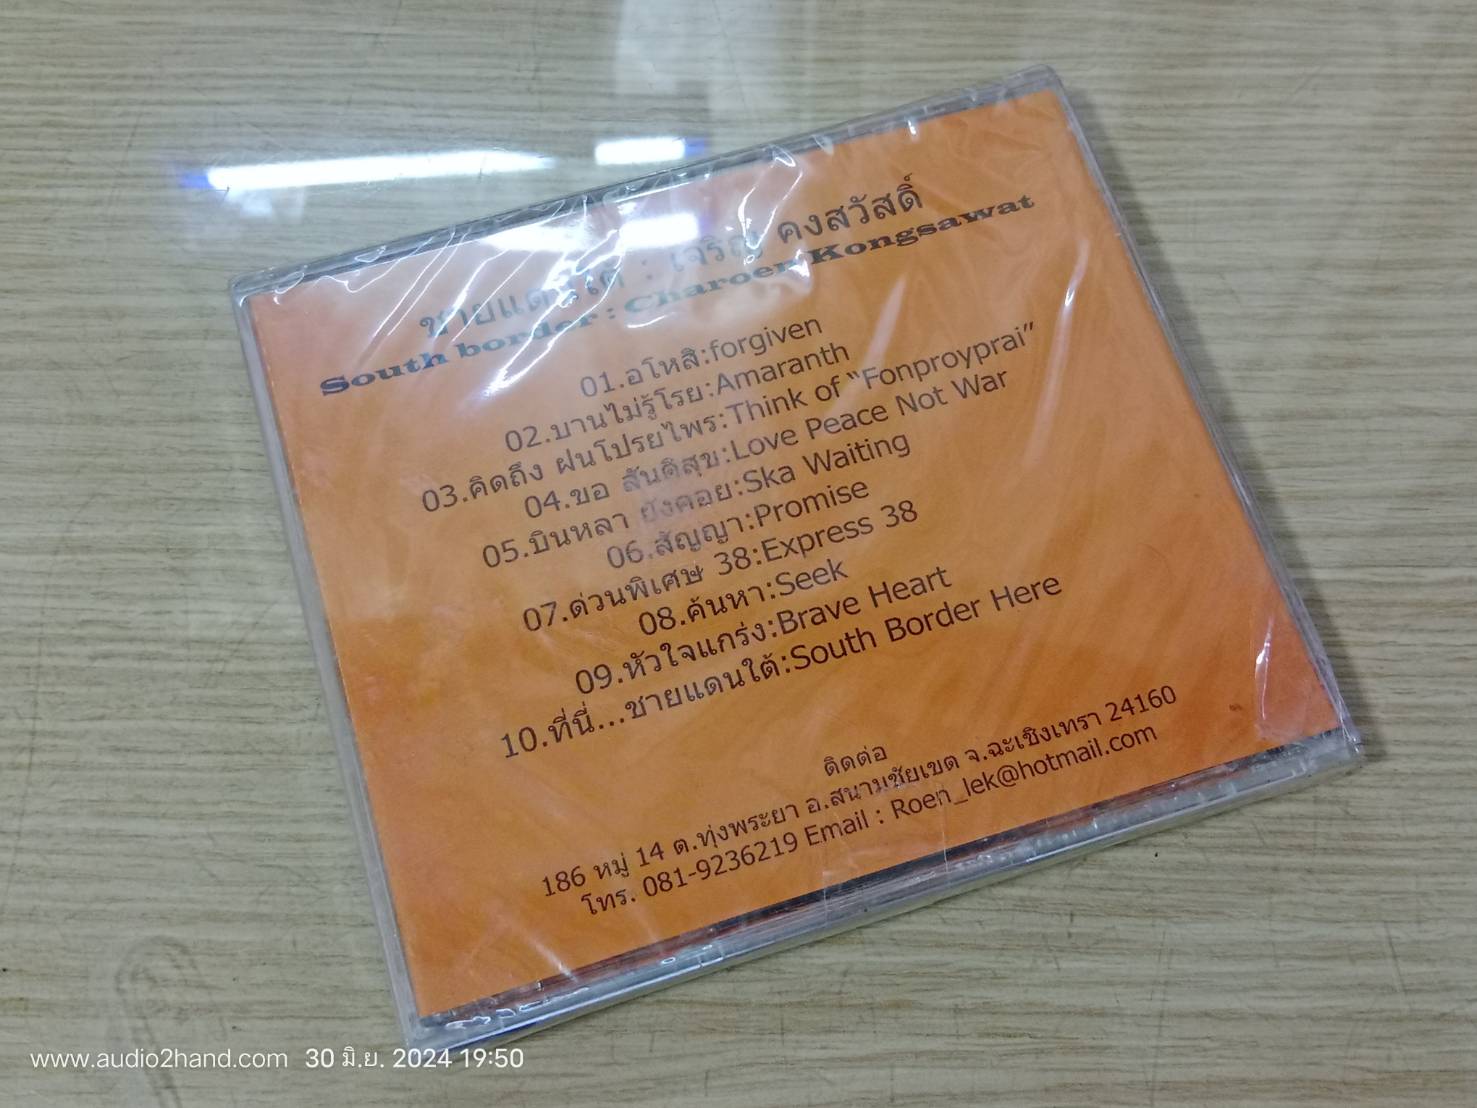 ชายแดนใต้ : เจริญ คงสวัสดิ์
South border : Charoen Kongsawat
01.อโหสิ:forgiven
02.บานไม่รู้โรย:Amaranth
03.คิดถึง ฝนโปรยไพร:Think of “Fonproyprai”
04.ขอ สันติสุข:Love Peace Not War
05.บินหลา ยังคอย:Ska Waiting
06.สัญญา:Promise
07.ด่วนพิเศษ 38:Express 38
08.ค้นหา:Seek
09.หัวใจแกร่ง:Brave Heart
10.ที่นี่...ชายแดนใต้:South Border Here
ติดต่อ
186 หมู่ 14 ต.ทุ่งพระยา อ.สนามชัยเขต จ.ฉะเชิงเทรา 24160
โทร. 081-9236219 Email : Roen_lek@hotmail.com
www.audio2hand.com 30 มิ.ย. 2024 19:50